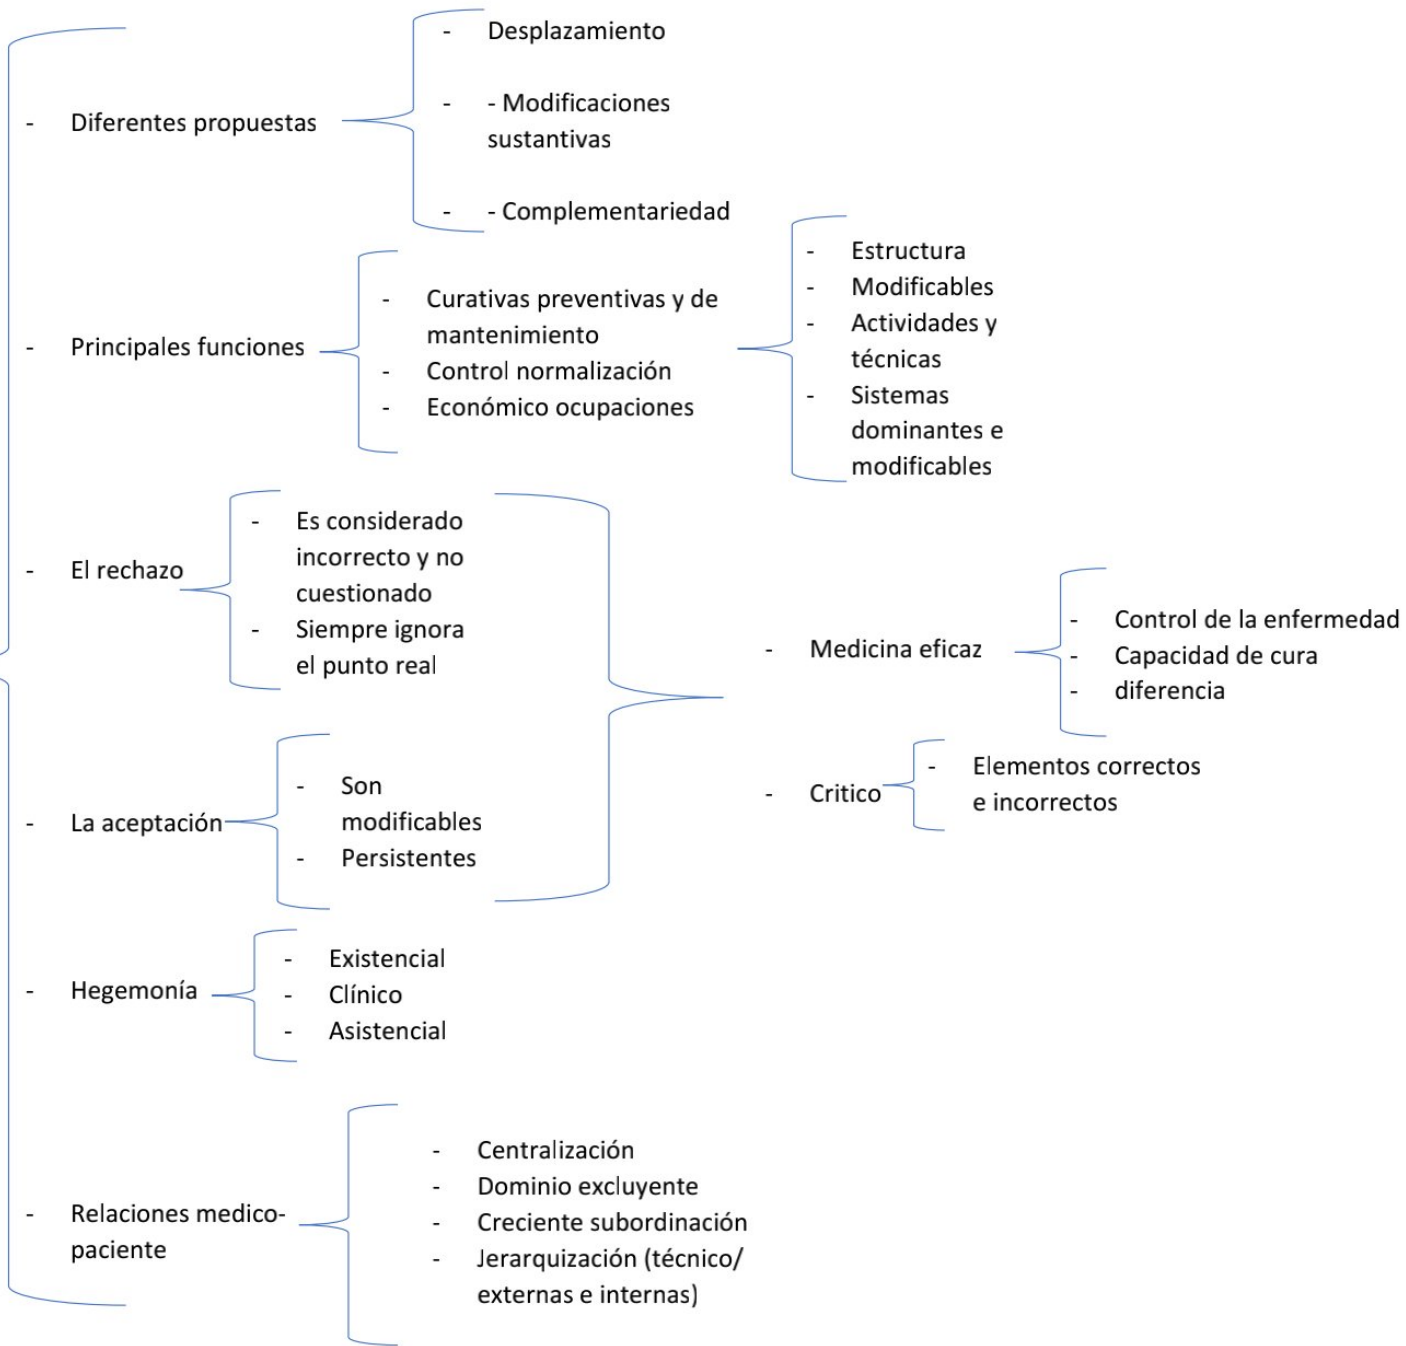 - Diferentes propuestas
- Desplazamiento
- - Modificaciones
sustantivas
- - Complementariedad
- Principales funciones
- Curativas preventivas y de
mantenimiento
- Control normalización
- Económico ocupaciones
- Estructura
- Modificables
- Actividades y
técnicas
- Sistemas
dominantes e
modificables
- El rechazo
- Es considerado
incorrecto y no
cuestionado
- Siempre ignora
el punto real
- La aceptación
- Son
modificables
- Persistentes
- Medicina eficaz
- Control de la enfermedad
- Capacidad de cura
- diferencia
- Critico
- Elementos correctos
e incorrectos
- Hegemonía
- Existencial
- Clínico
- Asistencial
- Relaciones medico-
paciente
- Centralización
- Dominio excluyente
- Creciente subordinación
- Jerarquización (técnico/
externas e internas)